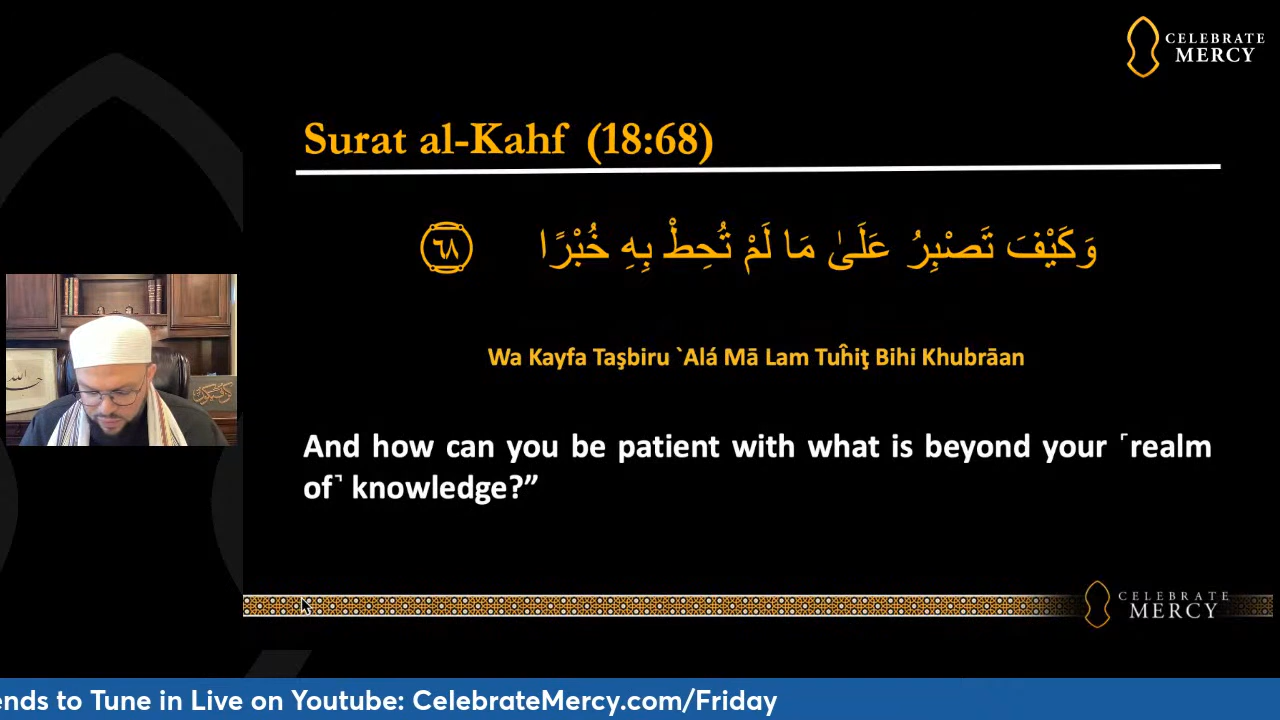 CELEBRATE
MERCY
Surat al-Kahf (18:68)
وَكَيْفَ تَصْبِرُ عَلَىٰ مَا لَمْ تُحِطْ بِهِ خُبْرًا ٦٨
Wa Kayfa Taşbiru `Alá Mā Lam Tuĥiţ Bihi Khubrāan
And how can you be patient with what is beyond your ˹realm
of˺ knowledge?”
CELEBRATE
MERCY
ends to Tune in Live on Youtube: CelebrateMercy.com/Friday